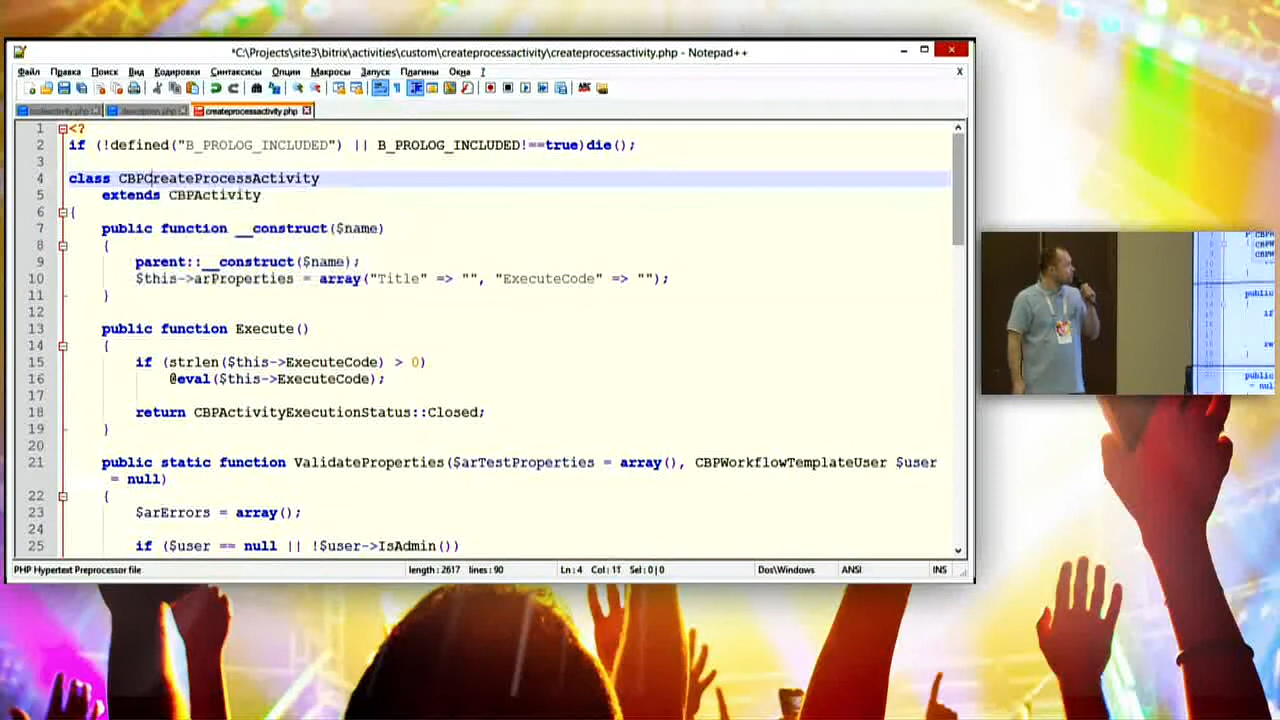 *C:\Projects\site3\bitrix\activities\custom\createprocessactivity\createprocessactivity.php - Notepad++
Файл Правка Поиск Вид Кодировки Синтаксисы Опции Макросы Запуск Плагины Окна ? X
createprocessactivity.php
1 <?
2 if (!defined("B_PROLOG_INCLUDED") || B_PROLOG_INCLUDED!==true)die();
3
4 class CBPCreateProcessActivity
5 extends CBPActivity
6 {
7 public function __construct($name)
8 {
9 parent::__construct($name);
10 $this->arProperties = array("Title" => "", "ExecuteCode" => "");
11 }
12
13 public function Execute()
14 {
15 if (strlen($this->ExecuteCode) > 0)
16 @eval($this->ExecuteCode);
17
18 return CBPActivityExecutionStatus::Closed;
19 }
20
21 public static function ValidateProperties($arTestProperties = array(), CBPWorkflowTemplateUser $user
= null)
22 {
23 $arErrors = array();
24
25 if ($user == null || !$user->IsAdmin())
PHP Hypertext Preprocessor file length : 2617 lines : 90 Ln : 4 Col : 11 Sel : 0 | 0 Dos\Windows ANSI INS
public
public
= nul